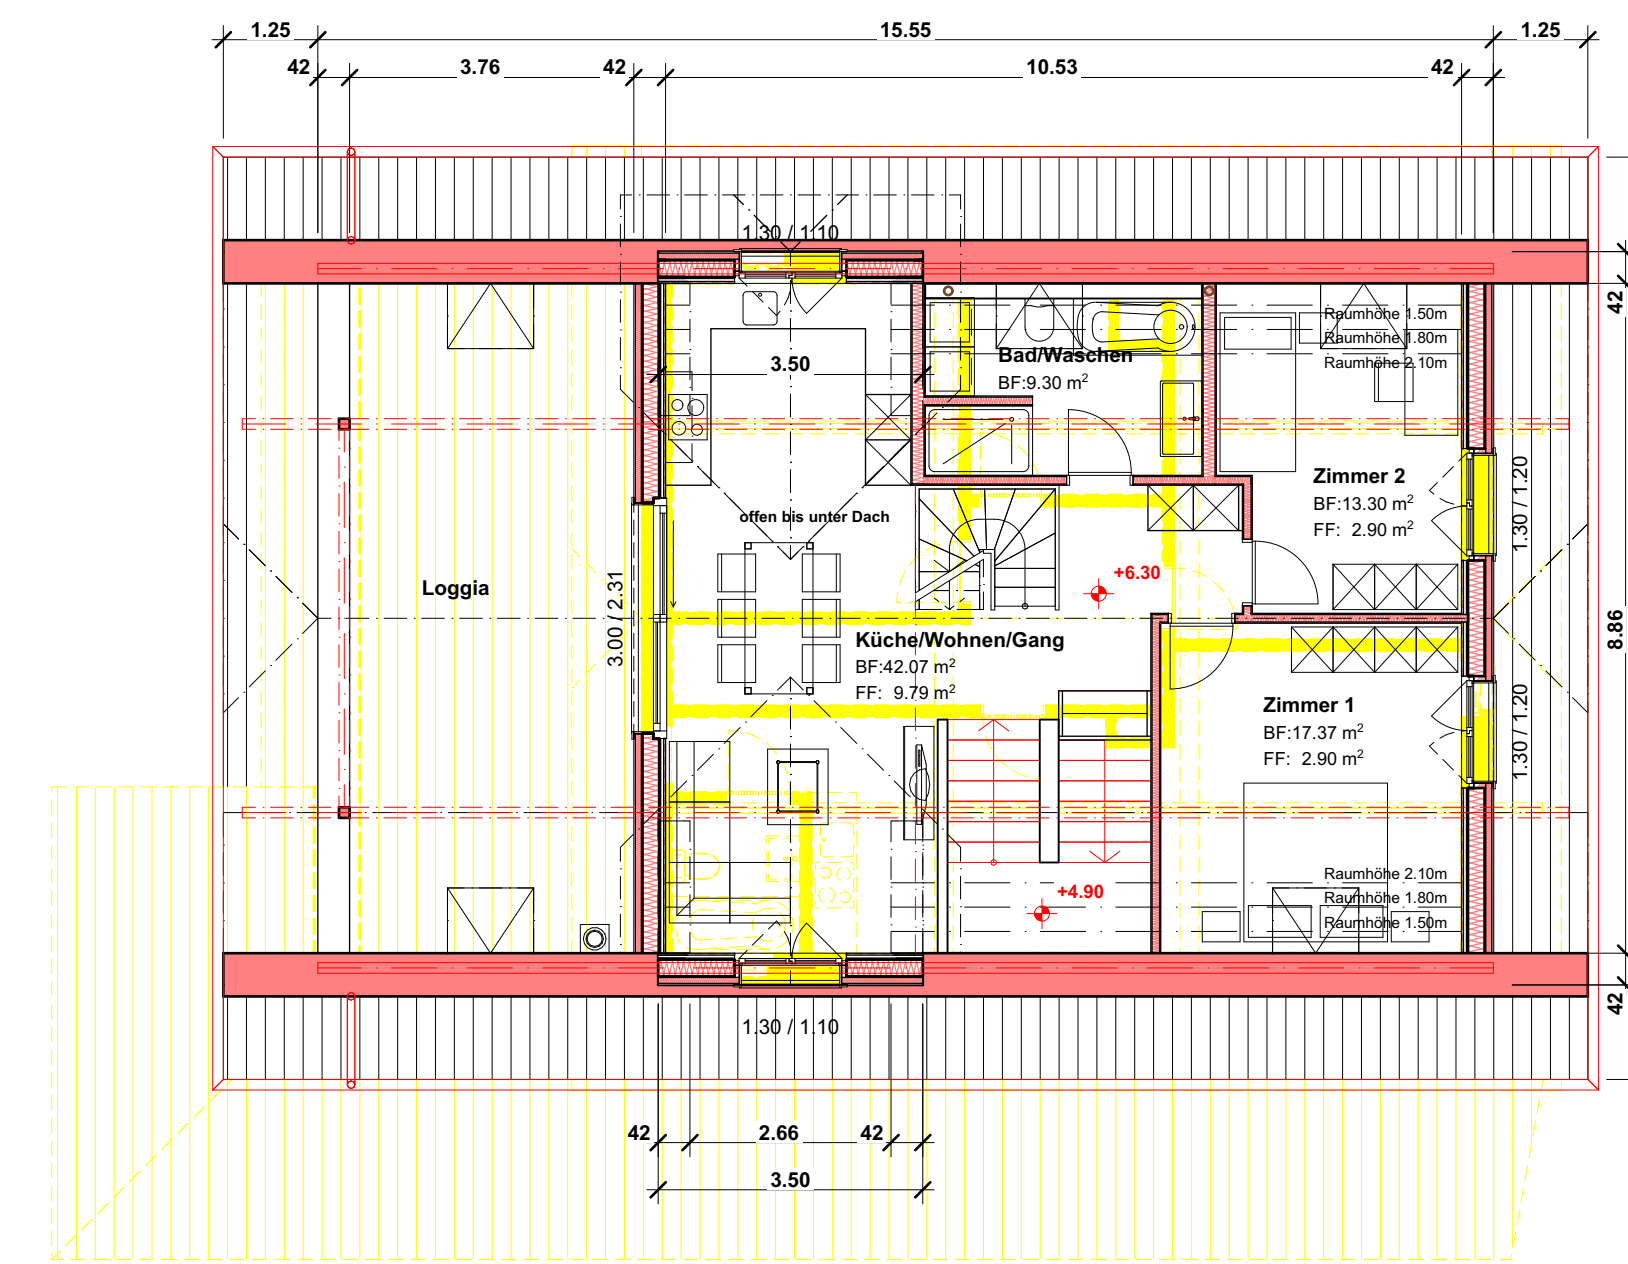 1.25
15.55
1.25
42
3.76
42
10.53
42
1.30 / 1.10
42
Raumhöhe 1.50m
Raumhöhe 1.80m
Raumhöhe 2.10m
3.50
Bad/Waschen
BF:9.30 m²
Zimmer 2
BF:13.30 m²
FF: 2.90 m²
1.30 / 1.20
offen bis unter Dach
Loggia
3.00 / 2.31
+6.30
8.86
Küche/Wohnen/Gang
BF:42.07 m²
FF: 9.79 m²
Zimmer 1
BF:17.37 m²
FF: 2.90 m²
1.30 / 1.20
+4.90
Raumhöhe 2.10m
Raumhöhe 1.80m
Raumhöhe 1.50m
42
1.30 / 1.10
42
2.66
42
3.50